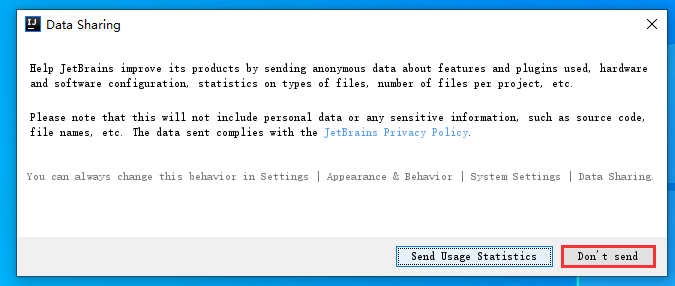 IJ Data Sharing
Help JetBrains improve its products by sending anonymous data about features and plugins used, hardware
and software configuration, statistics on types of files, number of files per project, etc.
Please note that this will not include personal data or any sensitive information, such as source code,
file names, etc. The data sent complies with the JetBrains Privacy Policy.
You can always change this behavior in Settings | Appearance & Behavior | System Settings | Data Sharing.
Send Usage Statistics Don't send